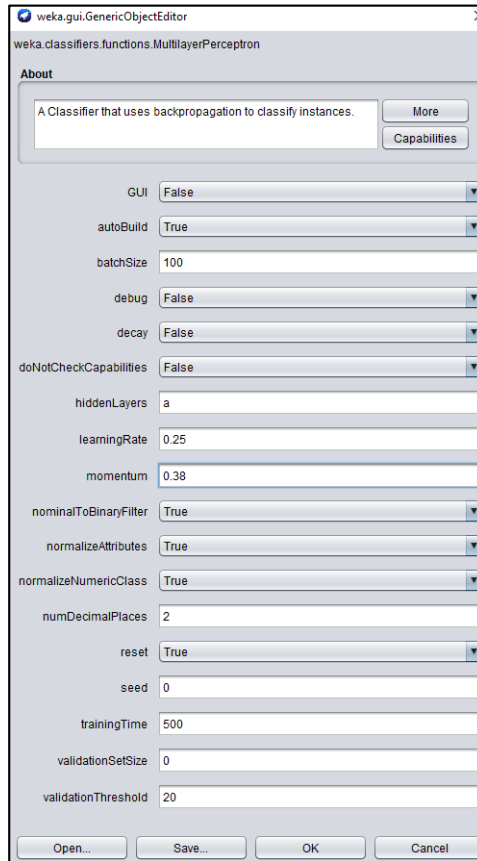 weka.gui.GenericObjectEditor
weka.classifiers.functions.MultilayerPerceptron
About
A Classifier that uses backpropagation to classify instances.
More
Capabilities
GUI False
autoBuild True
batchSize 100
debug False
decay False
doNotCheckCapabilities False
hiddenLayers a
learningRate 0.25
momentum 0.38
nominalToBinaryFilter True
normalizeAttributes True
normalizeNumericClass True
numDecimalPlaces 2
reset True
seed 0
trainingTime 500
validationSetSize 0
validationThreshold 20
Open... Save... OK Cancel